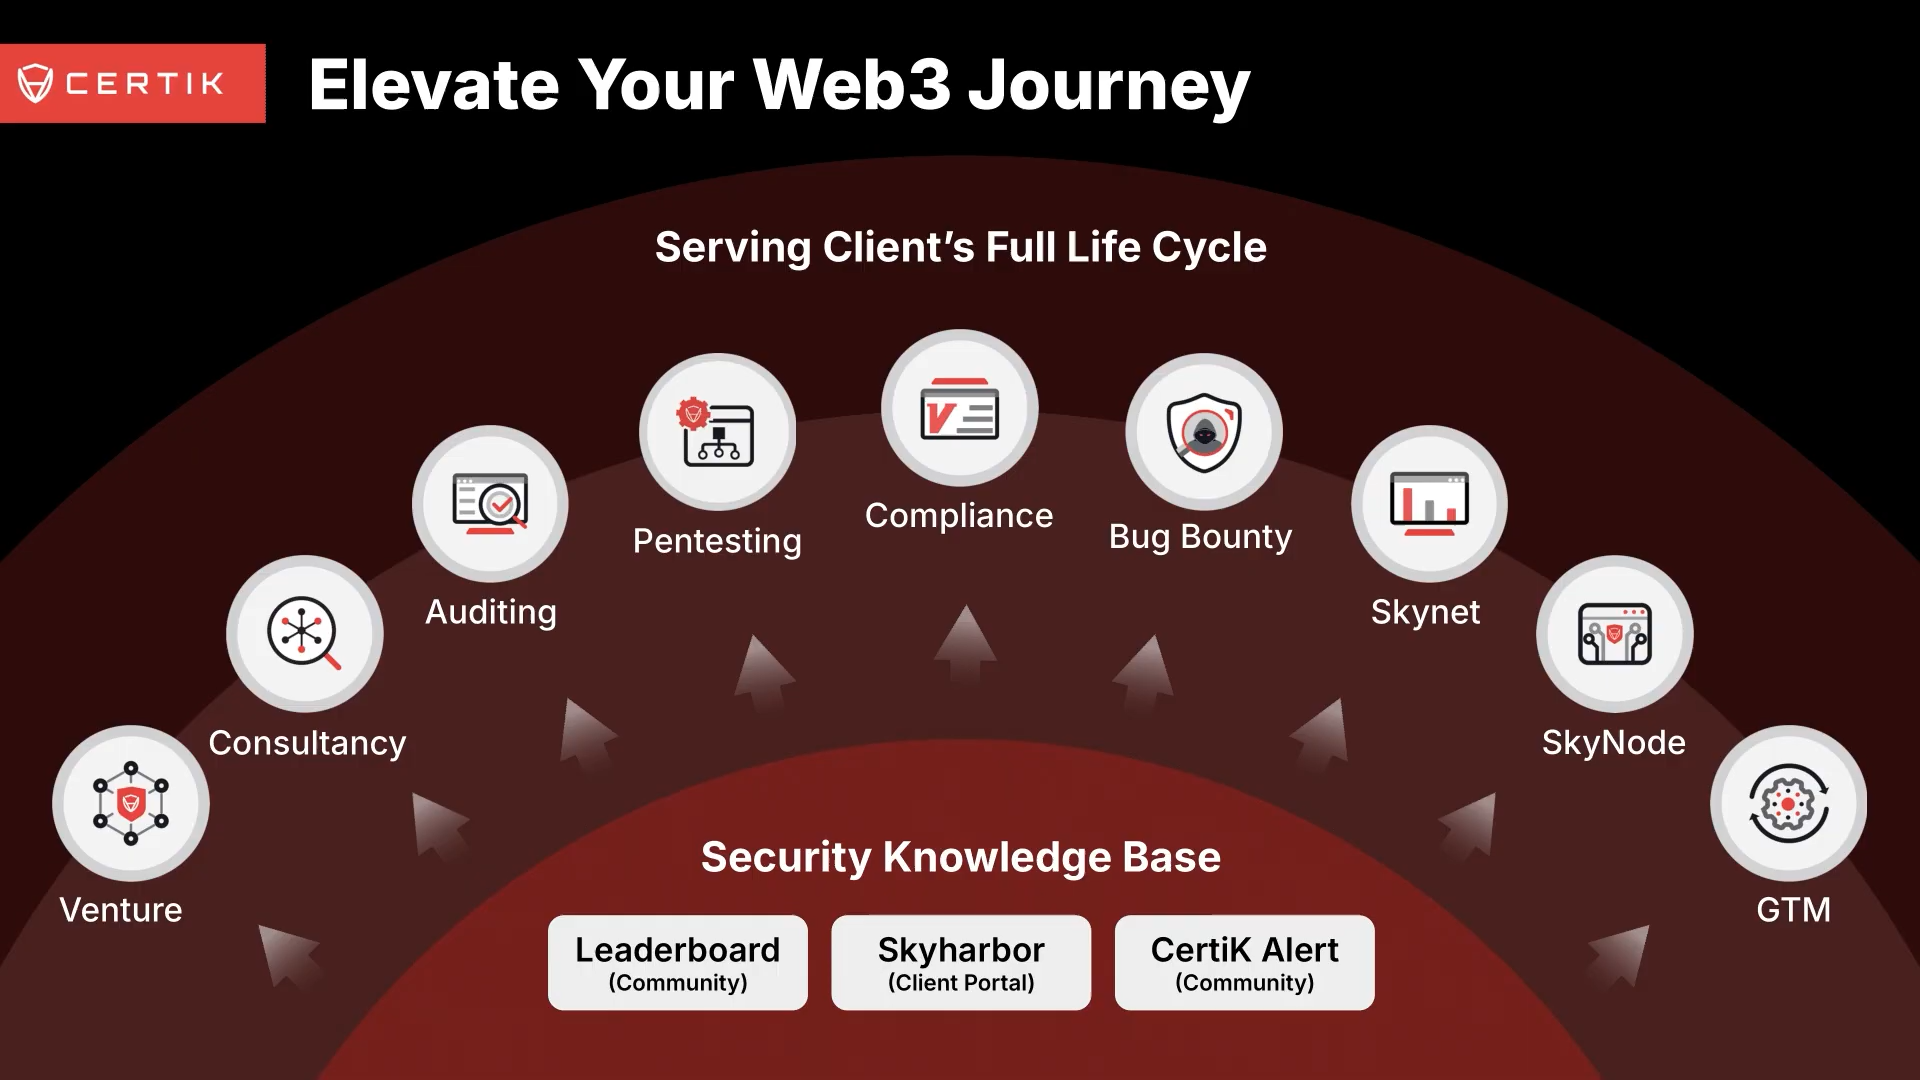 CERTIK
Elevate Your Web3 Journey
Serving Client’s Full Life Cycle
Venture
Consultancy
Auditing
Pentesting
Compliance
Bug Bounty
Skynet
SkyNode
GTM
Security Knowledge Base
Leaderboard
(Community)
Skyharbor
(Client Portal)
CertiK Alert
(Community)